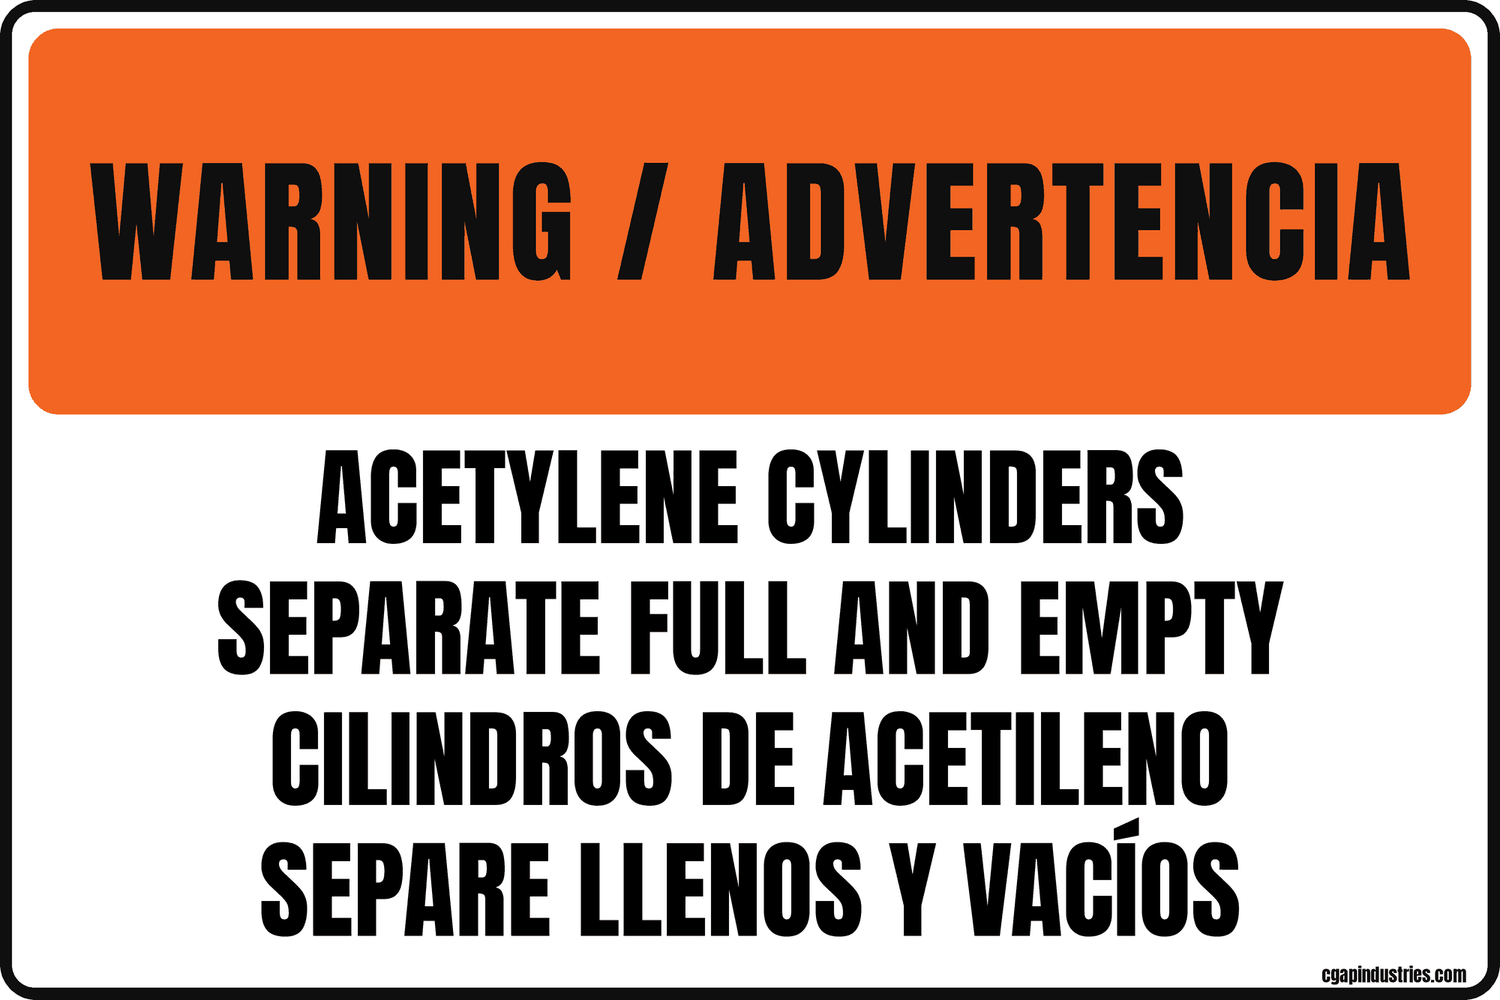 WARNING / ADVERTENCIA
ACETYLENE CYLINDERS
SEPARATE FULL AND EMPTY
CILINDROS DE ACETILENO
SEPARE LLENOS Y VACÍOS
cgapindustries.com